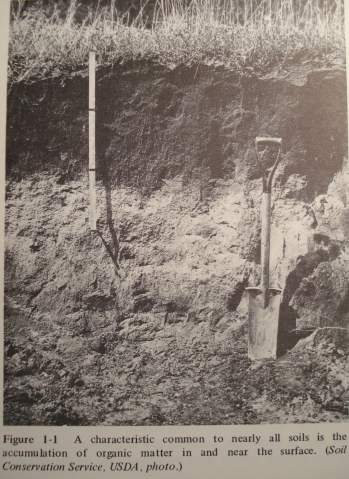 Figure 1-1 A characteristic common to nearly all soils is the
accumulation of organic matter in and near the surface. (Soil
Conservation Service, USDA, photo.)